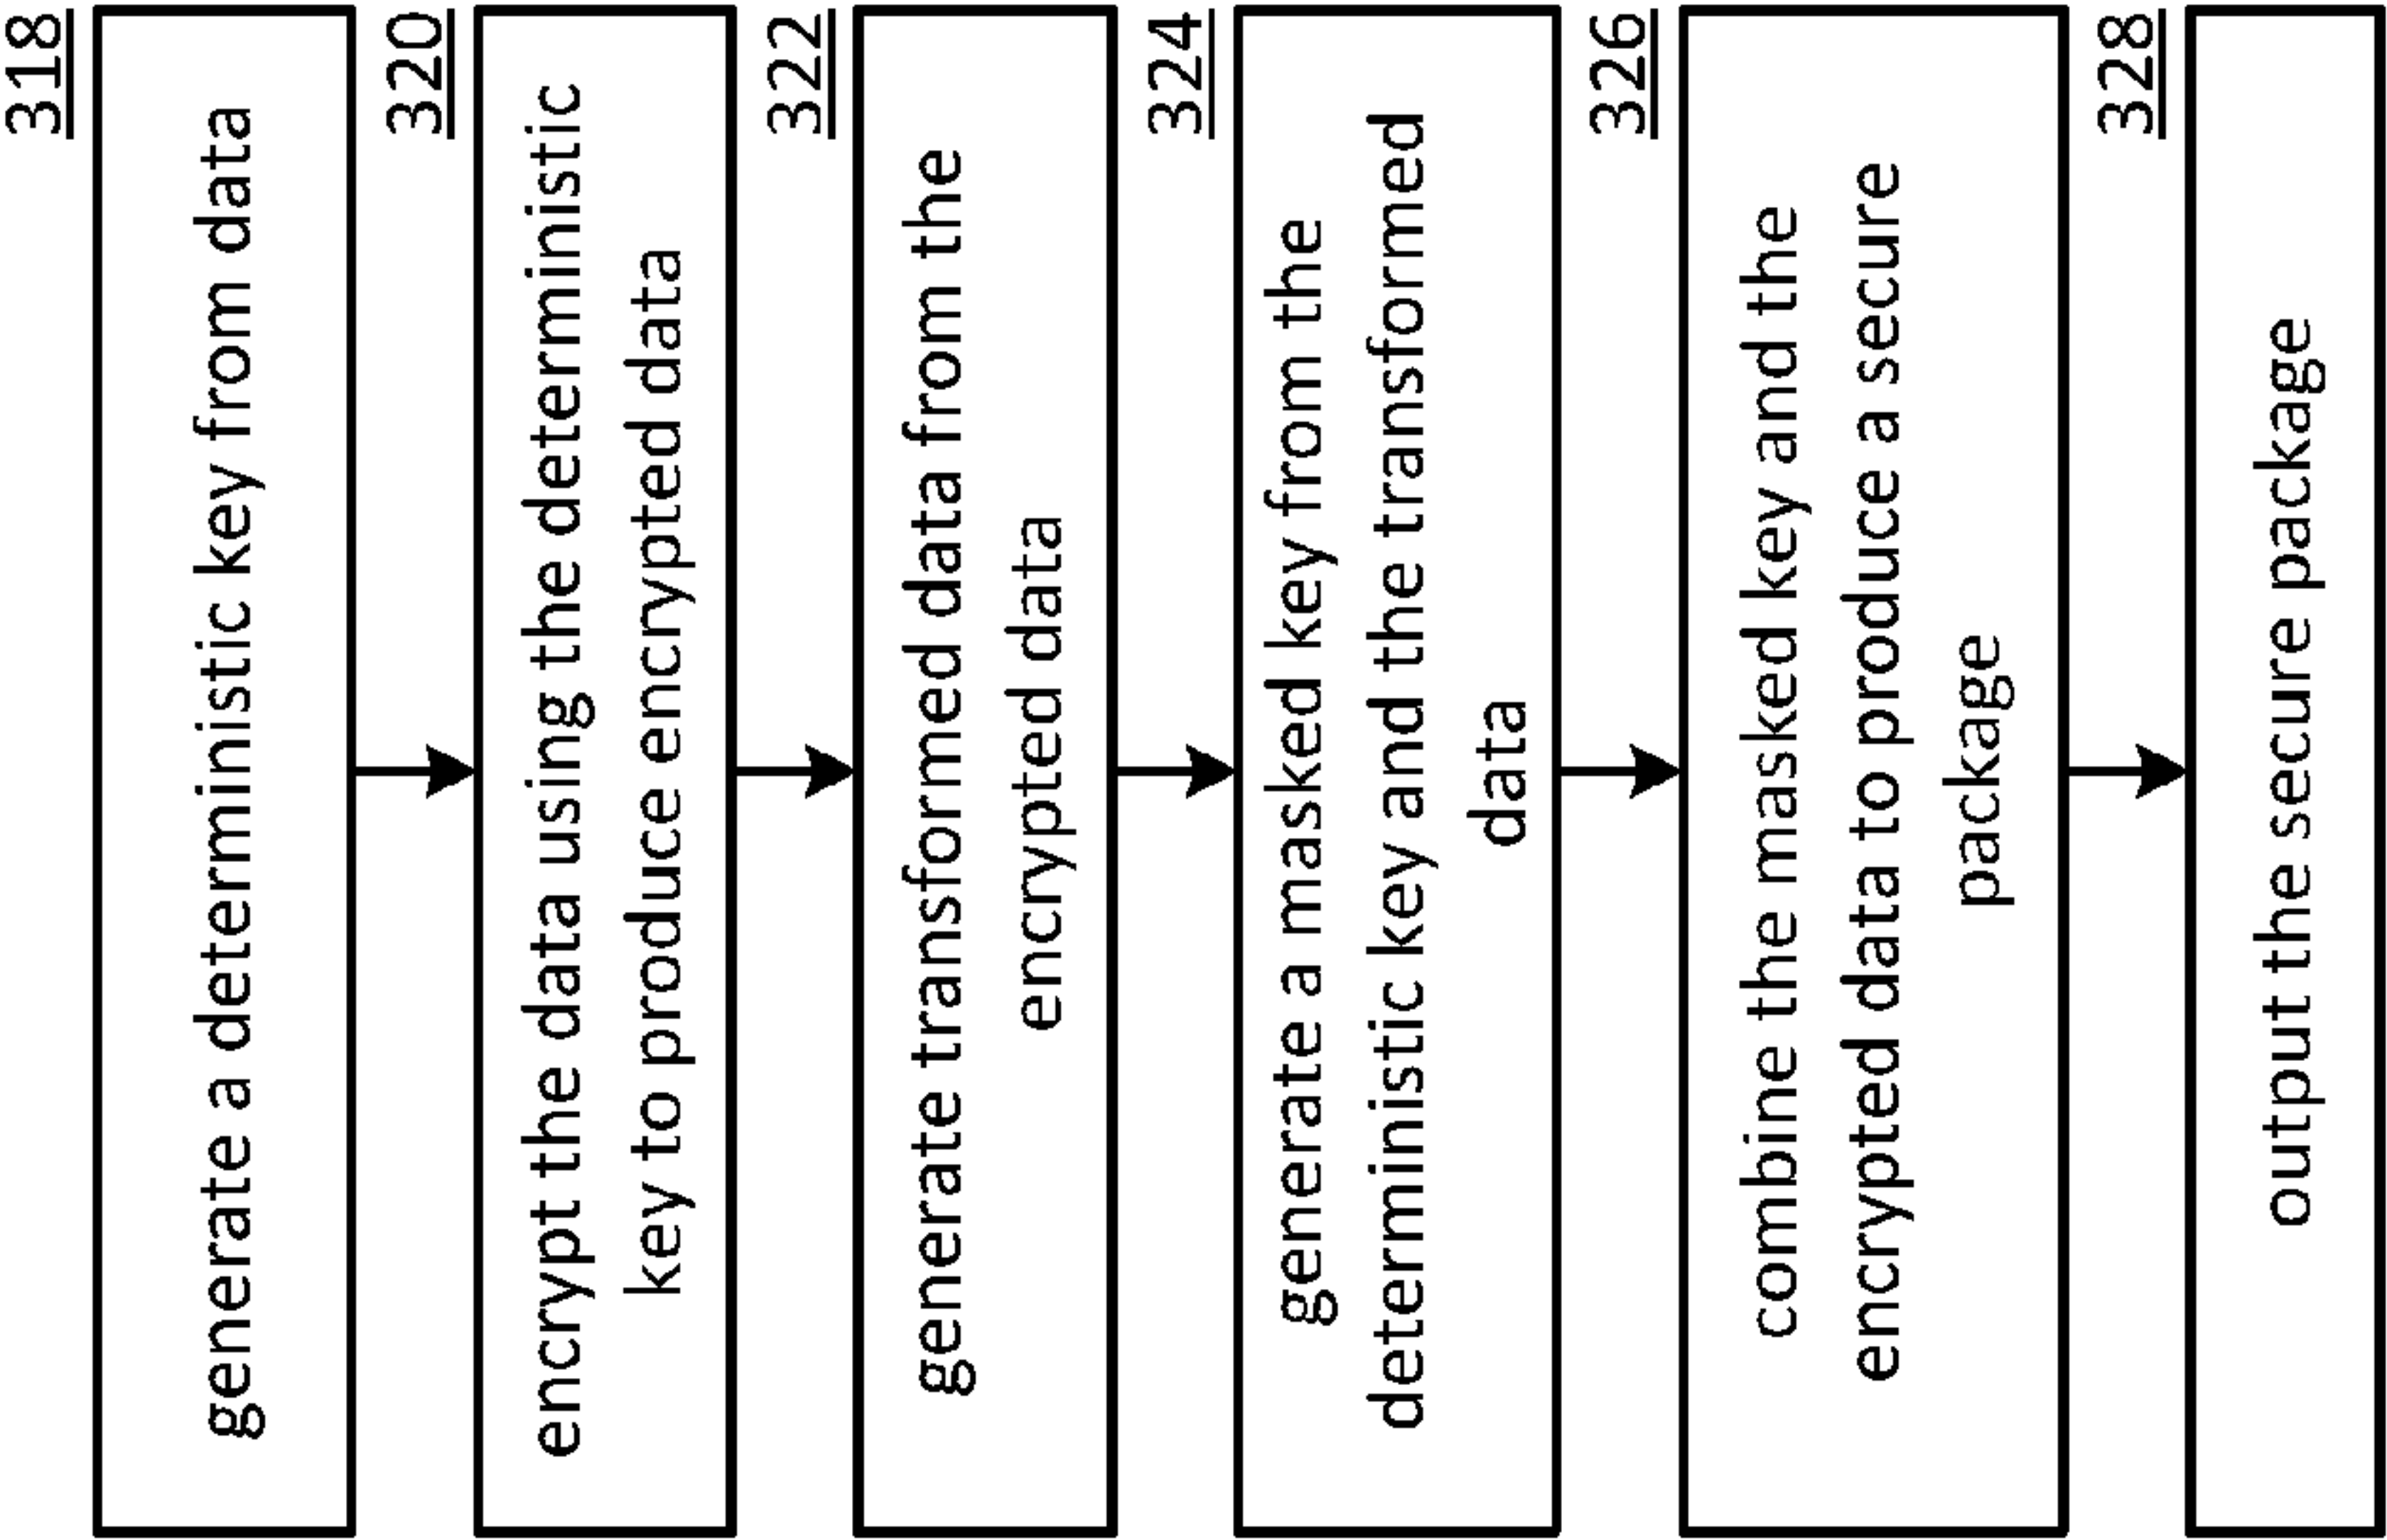 318
generate a deterministic key from data
320
encrypt the data using the deterministic
key to produce encrypted data
322
generate transformed data from the
encrypted data
324
generate a masked key from the
deterministic key and the transformed
data
326
combine the masked key and the
encrypted data to produce a secure
package
328
output the secure package